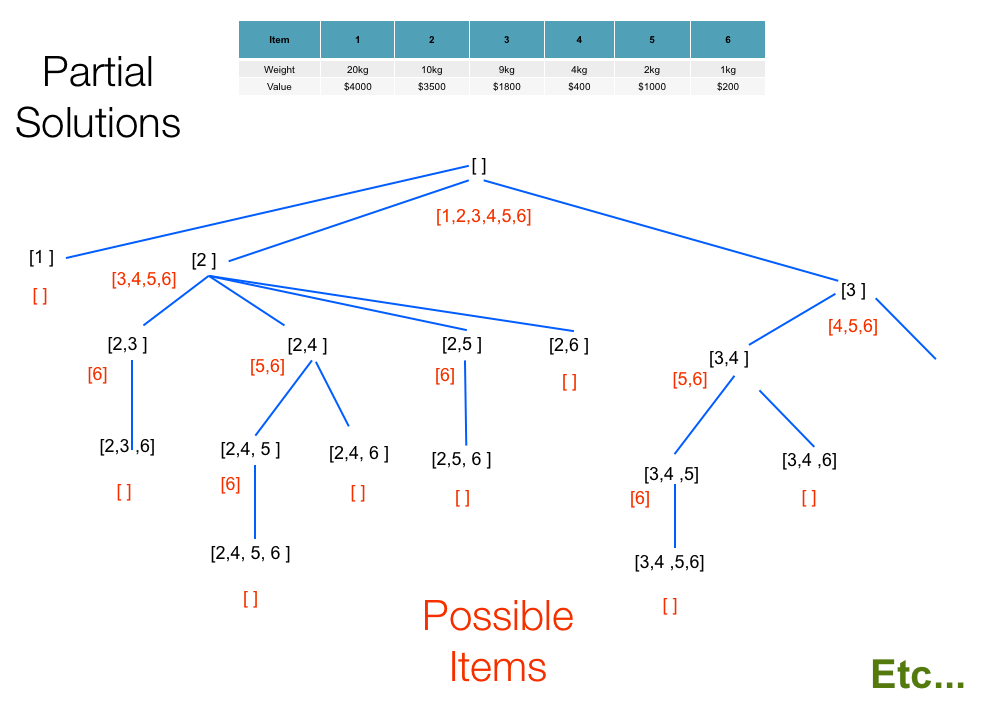 Partial
Solutions
Item 1 2 3 4 5 6
Weight 20kg 10kg 9kg 4kg 2kg 1kg
Value $4000 $3500 $1800 $400 $1000 $200
[ ]
[1,2,3,4,5,6]
[1 ]
[ ]
[2 ]
[3,4,5,6]
[3 ]
[4,5,6]
[2,3 ]
[6]
[2,4 ]
[5,6]
[2,5 ]
[6]
[2,6 ]
[ ]
[3,4 ]
[5,6]
[2,3 ,6]
[ ]
[2,4, 5 ]
[6]
[2,4, 6 ]
[ ]
[2,5, 6 ]
[ ]
[3,4 ,5]
[6]
[3,4 ,6]
[ ]
[2,4, 5, 6 ]
[ ]
[3,4 ,5,6]
[ ]
Possible
Items
Etc...